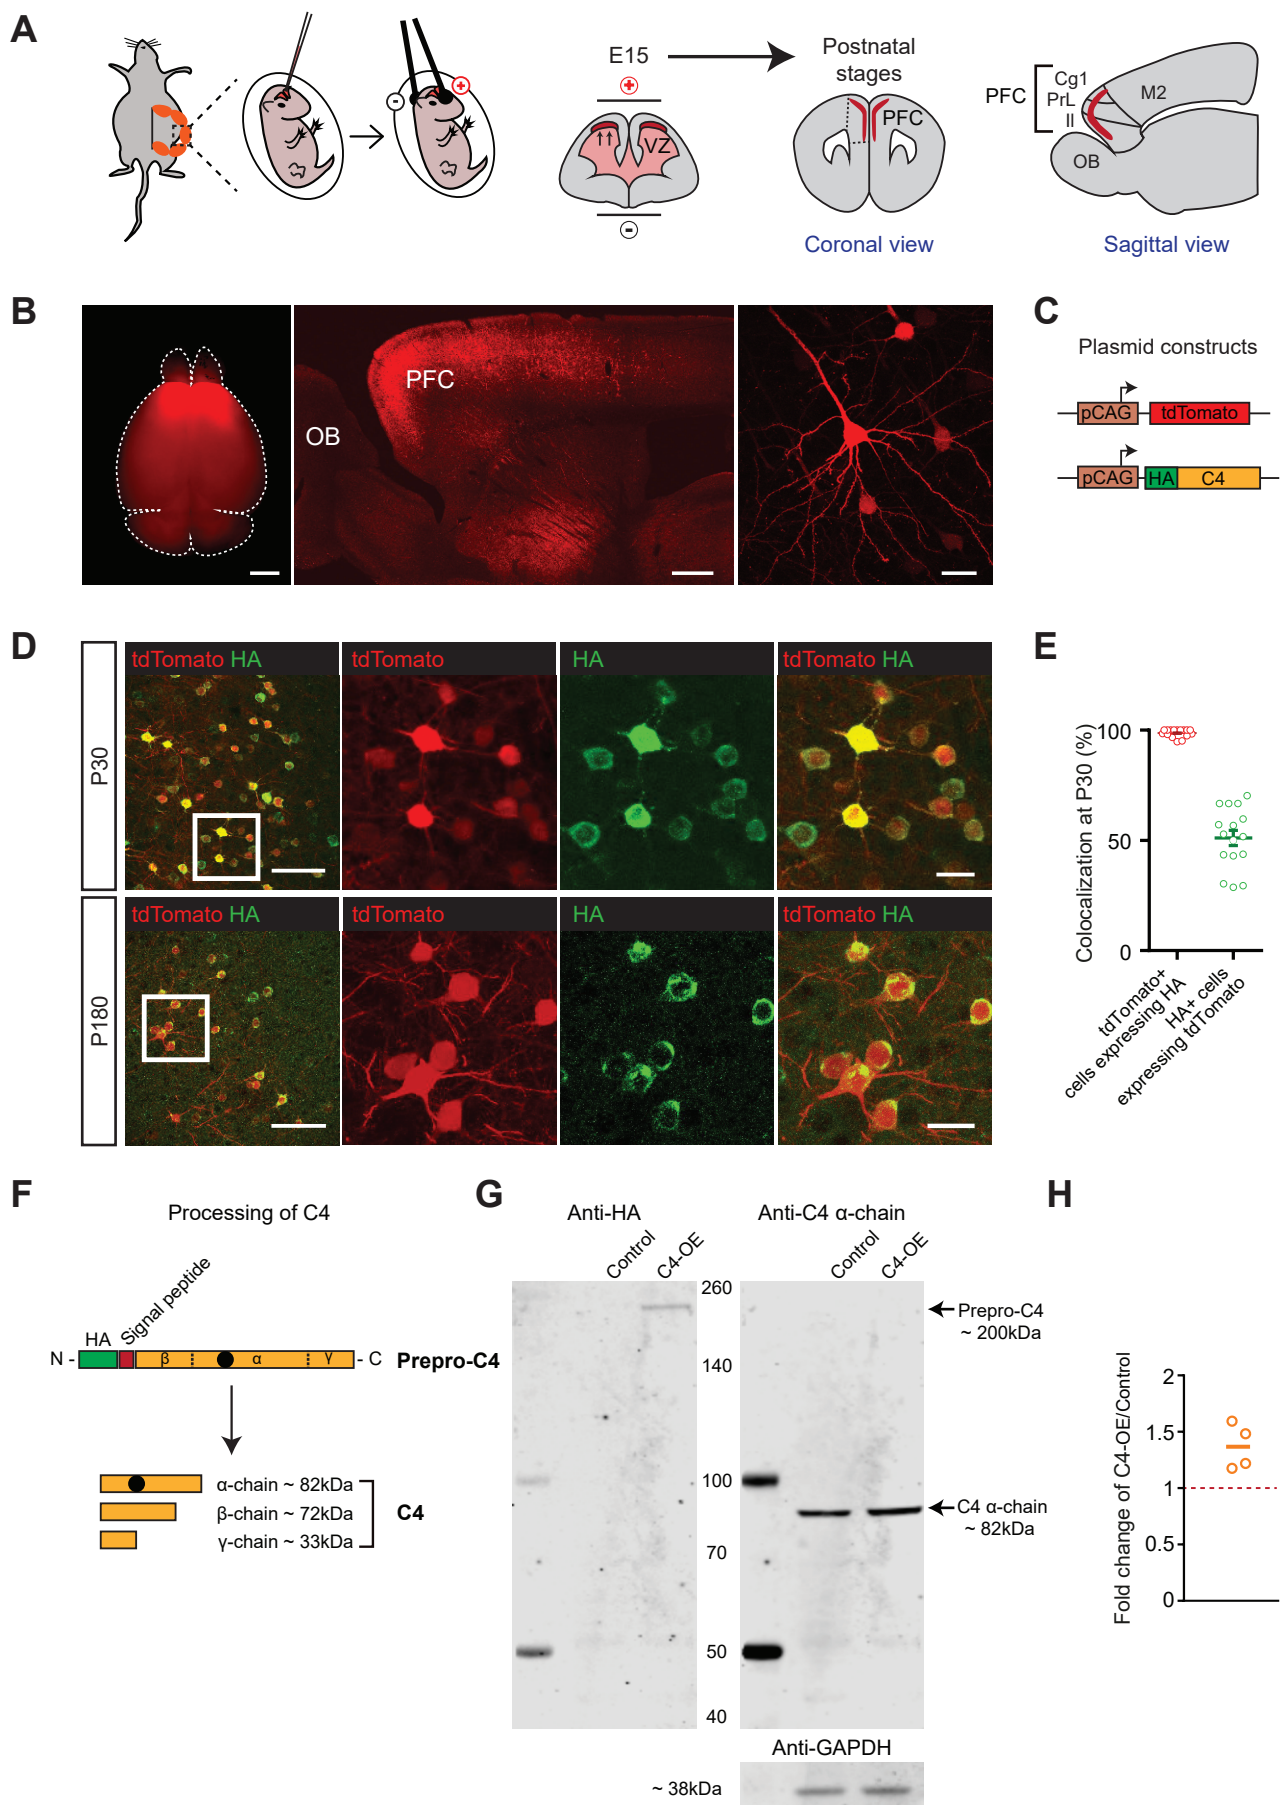 A
E15
Postnatal
stages
VZ
PFC
PFC
Cg1
PrL
Il
M2
OB
Coronal view
Sagittal view
B
OB
PFC
C
Plasmid constructs
pCAG
tdTomato
pCAG
HA
C4
D
P30
tdTomato HA
tdTomato
HA
tdTomato HA
P180
tdTomato HA
tdTomato
HA
tdTomato HA
E
Colocalization at P30 (%)
100
50
0
tdTomato+
cells expressing HA
HA+ cells
expressing tdTomato
F
Processing of C4
HA
Signal peptide
N -
β
α
γ
- C
Prepro-C4
α-chain ~ 82kDa
β-chain ~ 72kDa
γ-chain ~ 33kDa
C4
G
Anti-HA
Anti-C4 α-chain
Control
C4-OE
Control
C4-OE
260
140
100
70
50
40
Prepro-C4
~ 200kDa
C4 α-chain
~ 82kDa
Anti-GAPDH
~ 38kDa
H
Fold change of C4-OE/Control
2
1.5
1
0.5
0